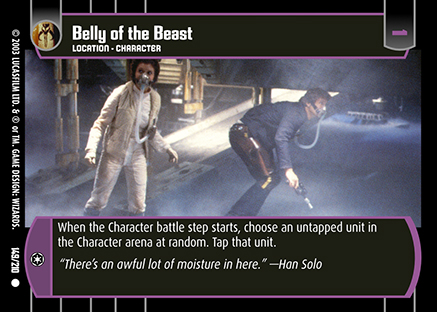 Belly of the Beast
LOCATION - CHARACTER
1
When the Character battle step starts, choose an untapped unit in
the Character arena at random. Tap that unit.
"There's an awful lot of moisture in here." —Han Solo
© 2003 LUCASFILM LTD. & ® or TM. GAME DESIGN: WIZARDS.
149/210